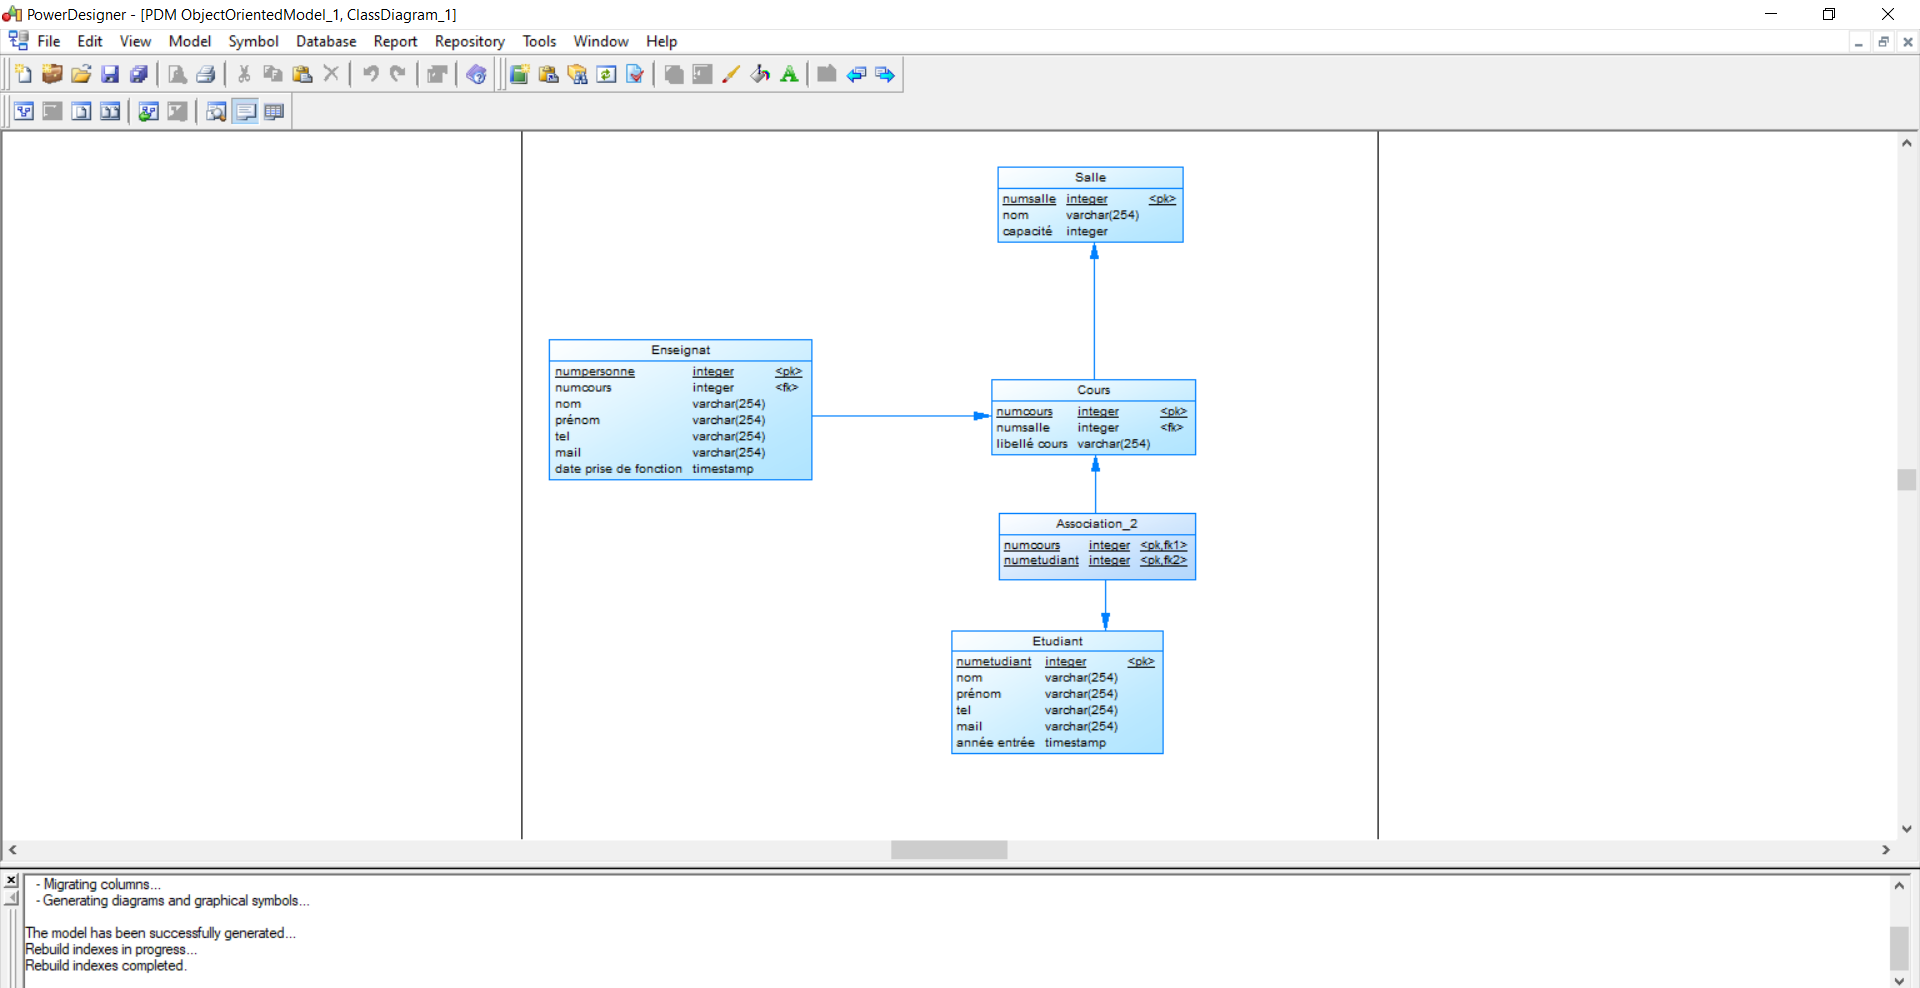 PowerDesigner - [PDM ObjectOrientedModel_1, ClassDiagram_1]
File Edit View Model Symbol Database Report Repository Tools Window Help
Salle
numsalle integer <pk>
nom varchar(254)
capacité integer
Enseignat
numpersonne integer <pk>
numcours integer <fk>
nom varchar(254)
prénom varchar(254)
tel varchar(254)
mail varchar(254)
date prise de fonction timestamp
Cours
numcours integer <pk>
numsalle integer <fk>
libellé cours varchar(254)
Association_2
numcours integer <pk,fk1>
numetudiant integer <pk,fk2>
Etudiant
numetudiant integer <pk>
nom varchar(254)
prénom varchar(254)
tel varchar(254)
mail varchar(254)
année entrée timestamp
- Migrating columns...
- Generating diagrams and graphical symbols...
The model has been successfully generated...
Rebuild indexes in progress...
Rebuild indexes completed.